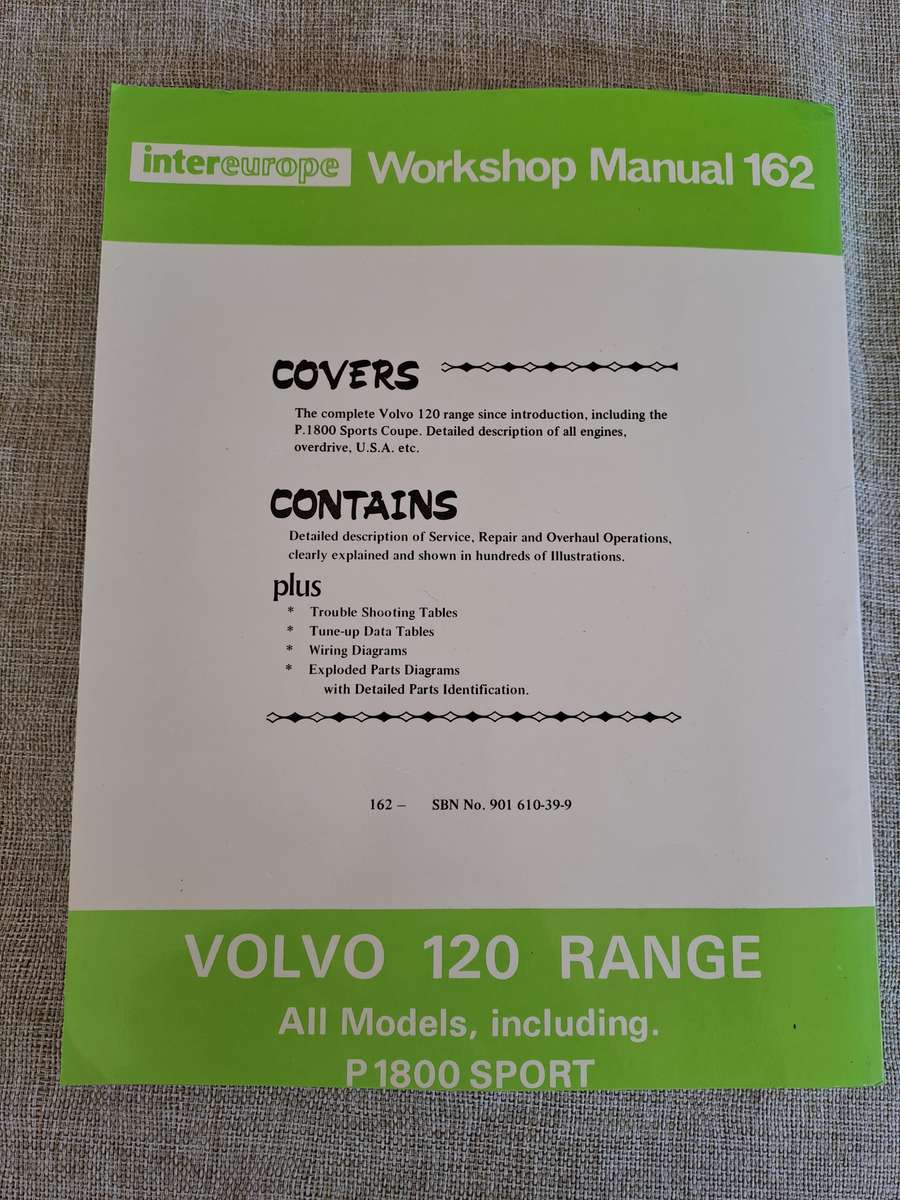 intereurope Workshop Manual 162
COVERS
The complete Volvo 120 range since introduction, including the
P.1800 Sports Coupe. Detailed description of all engines,
overdrive, U.S.A. etc.
CONTAINS
Detailed description of Service, Repair and Overhaul Operations,
clearly explained and shown in hundreds of Illustrations.
plus
* Trouble Shooting Tables
* Tune-up Data Tables
* Wiring Diagrams
* Exploded Parts Diagrams
with Detailed Parts Identification.
162 – SBN No. 901 610-39-9
VOLVO 120 RANGE
All Models, including.
P1800 SPORT